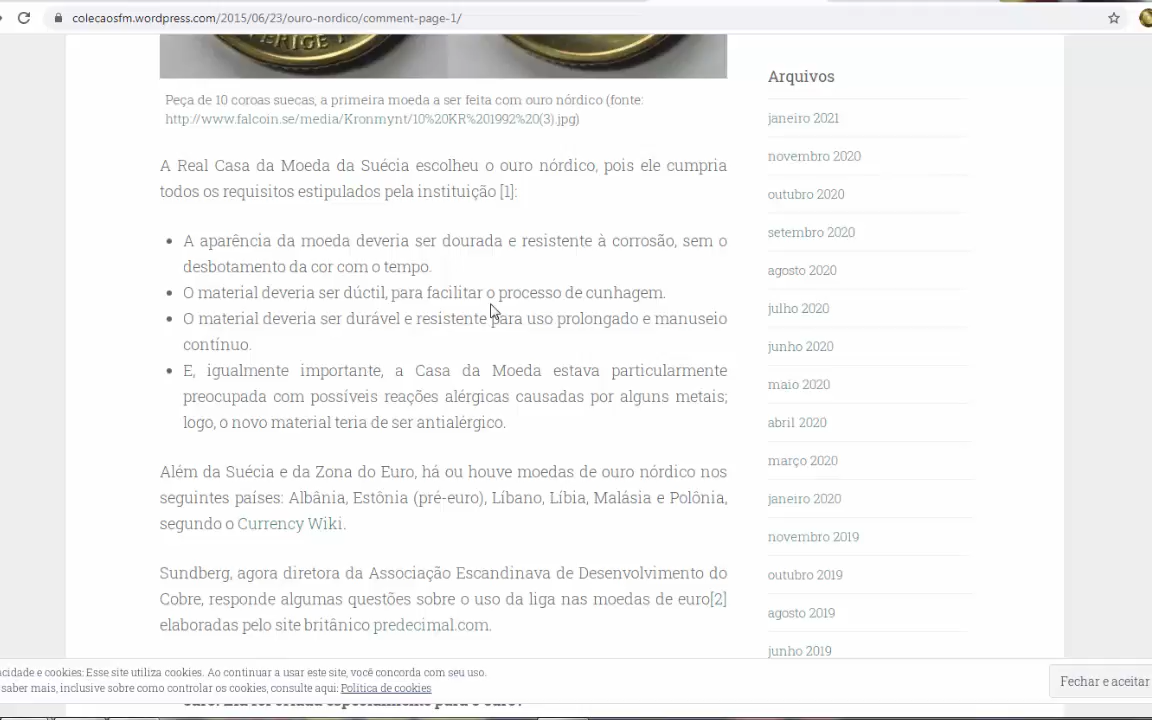 colecaosfm.wordpress.com/2015/06/23/ouro-nordico/comment-page-1/
SVERIGE
Peça de 10 coroas suecas, a primeira moeda a ser feita com ouro nórdico (fonte:
http://www.falcoin.se/media/Kronmynt/10%20KR%201992%20(3).jpg)
A Real Casa da Moeda da Suécia escolheu o ouro nórdico, pois ele cumpria
todos os requisitos estipulados pela instituição [1]:
A aparência da moeda deveria ser dourada e resistente à corrosão, sem o
desbotamento da cor com o tempo.
O material deveria ser dúctil, para facilitar o processo de cunhagem.
O material deveria ser durável e resistente para uso prolongado e manuseio
contínuo.
E, igualmente importante, a Casa da Moeda estava particularmente
preocupada com possíveis reações alérgicas causadas por alguns metais;
logo, o novo material teria de ser antialérgico.
Além da Suécia e da Zona do Euro, há ou houve moedas de ouro nórdico nos
seguintes países: Albânia, Estônia (pré-euro), Líbano, Líbia, Malásia e Polônia,
segundo o Currency Wiki.
Sundberg, agora diretora da Associação Escandinava de Desenvolvimento do
Cobre, responde algumas questões sobre o uso da liga nas moedas de euro[2]
elaboradas pelo site britânico predecimal.com.
Arquivos
janeiro 2021
novembro 2020
outubro 2020
setembro 2020
agosto 2020
julho 2020
junho 2020
maio 2020
abril 2020
março 2020
janeiro 2020
novembro 2019
outubro 2019
agosto 2019
junho 2019
acidade e cookies: Esse site utiliza cookies. Ao continuar a usar este site, você concorda com seu uso.
saber mais, inclusive sobre como controlar os cookies, consulte aqui: Política de cookies
Fechar e aceitar